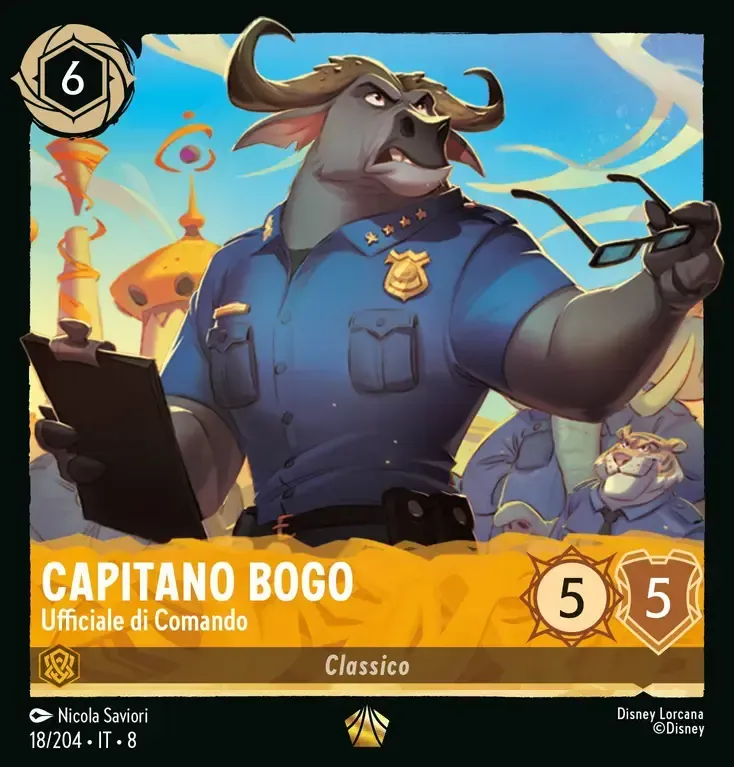 6
CAPITANO BOGO
Ufficiale di Comando
5 5
Classico
Nicola Saviori
18/204 • IT • 8
Disney Lorcana
©Disney